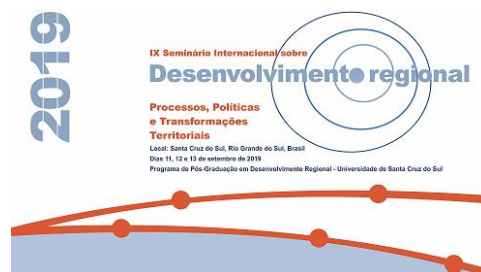 2019
IX Seminário Internacional sobre
Desenvolvimento regional
Processos, Políticas
e Transformações
Territoriais
Local: Santa Cruz do Sul, Rio Grande do Sul, Brasil
Dias 11, 12 e 13 de setembro de 2019
Programa de Pós-Graduação em Desenvolvimento Regional - Universidade de Santa Cruz do Sul